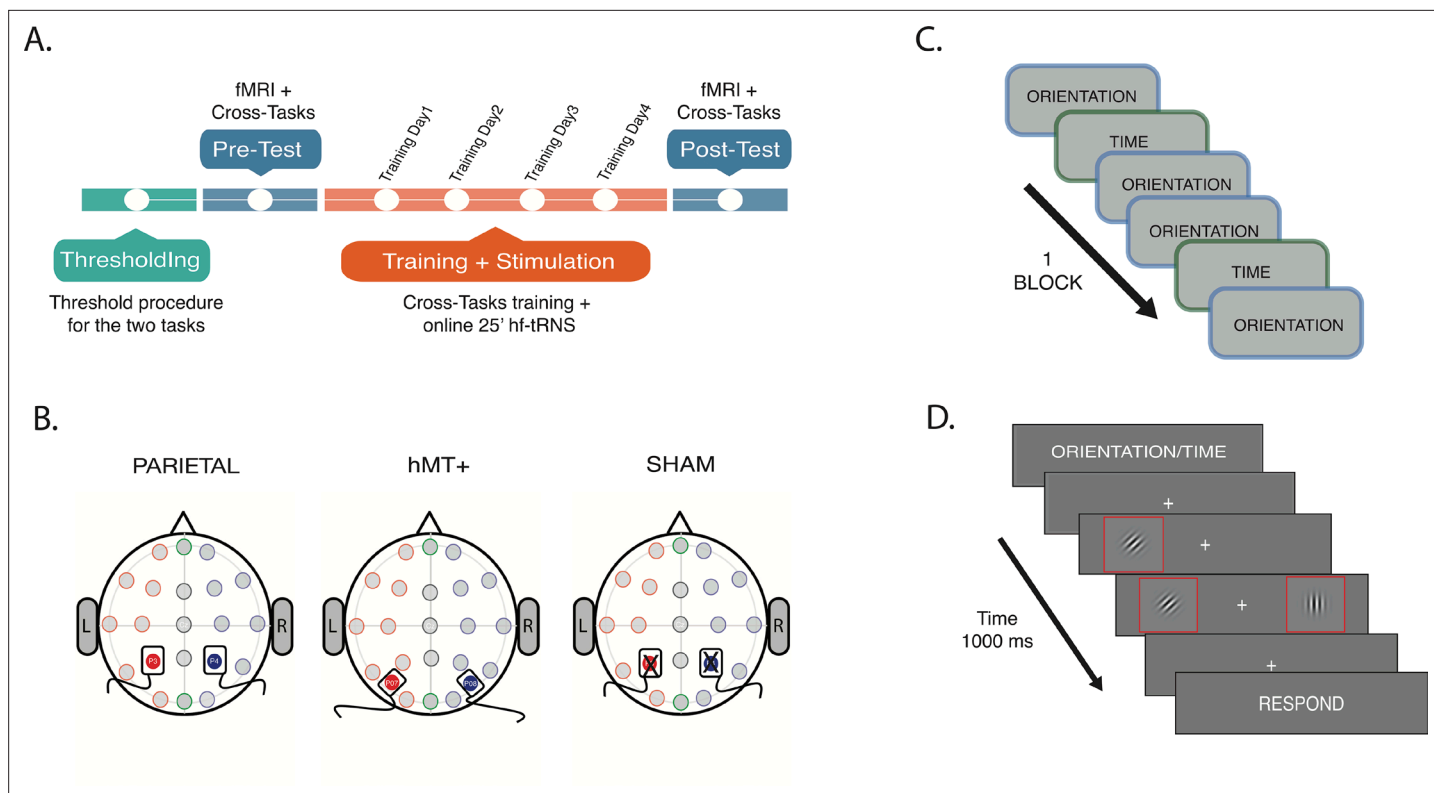 A.
fMRI +
Cross-Tasks
Pre-Test
Training Day1
Training Day2
Training Day3
Training Day4
fMRI +
Cross-Tasks
Post-Test
ThresholdIng
Threshold procedure
for the two tasks
Training + Stimulation
Cross-Tasks training +
online 25' hf-tRNS
B.
PARIETAL
L
R
P3
P4
hMT+
L
R
P07
P08
SHAM
L
R
C.
ORIENTATION
TIME
ORIENTATION
ORIENTATION
TIME
ORIENTATION
1
BLOCK
D.
ORIENTATION/TIME
+
+
+
+
RESPOND
Time
1000 ms